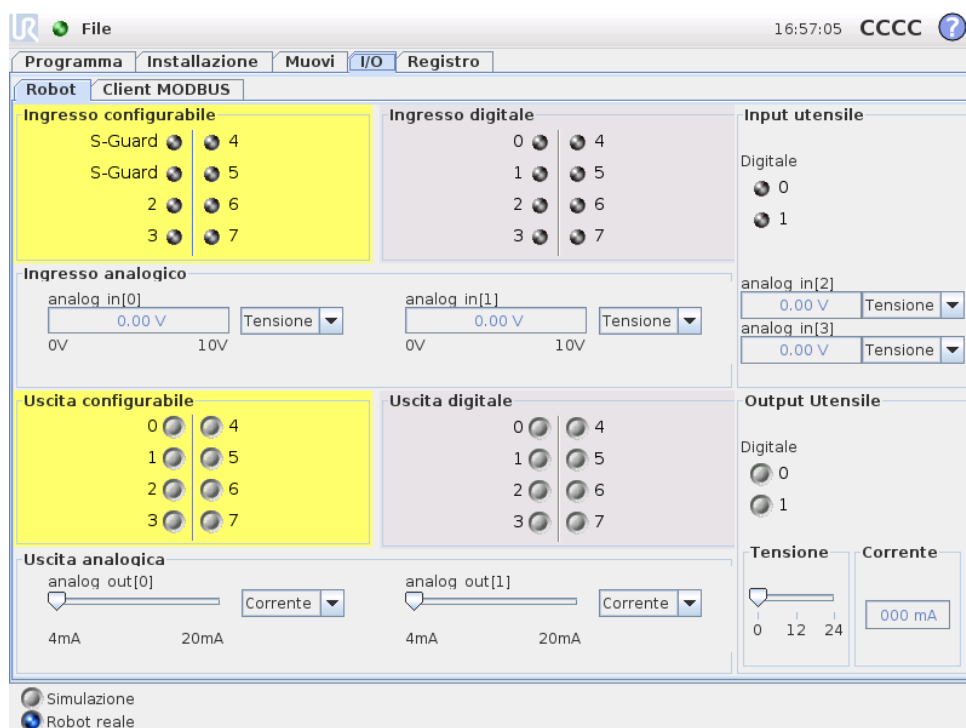 UR File 16:57:05 CCCC ?
Programma Installazione Muovi I/O Registro
Robot Client MODBUS
Ingresso configurabile
S-Guard 4
S-Guard 5
2 6
3 7
Ingresso digitale
0 4
1 5
2 6
3 7
Input utensile
Digitale
0
1
Ingresso analogico
analog in[0]
0.00 V Tensione
0V 10V
analog in[1]
0.00 V Tensione
0V 10V
analog in[2]
0.00 V Tensione
analog in[3]
0.00 V Tensione
Uscita configurabile
0 4
1 5
2 6
3 7
Uscita digitale
0 4
1 5
2 6
3 7
Output Utensile
Digitale
0
1
Uscita analogica
analog out[0]
Corrente
4mA 20mA
analog out[1]
Corrente
4mA 20mA
Tensione
0 12 24
Corrente
000 mA
Simulazione
Robot reale